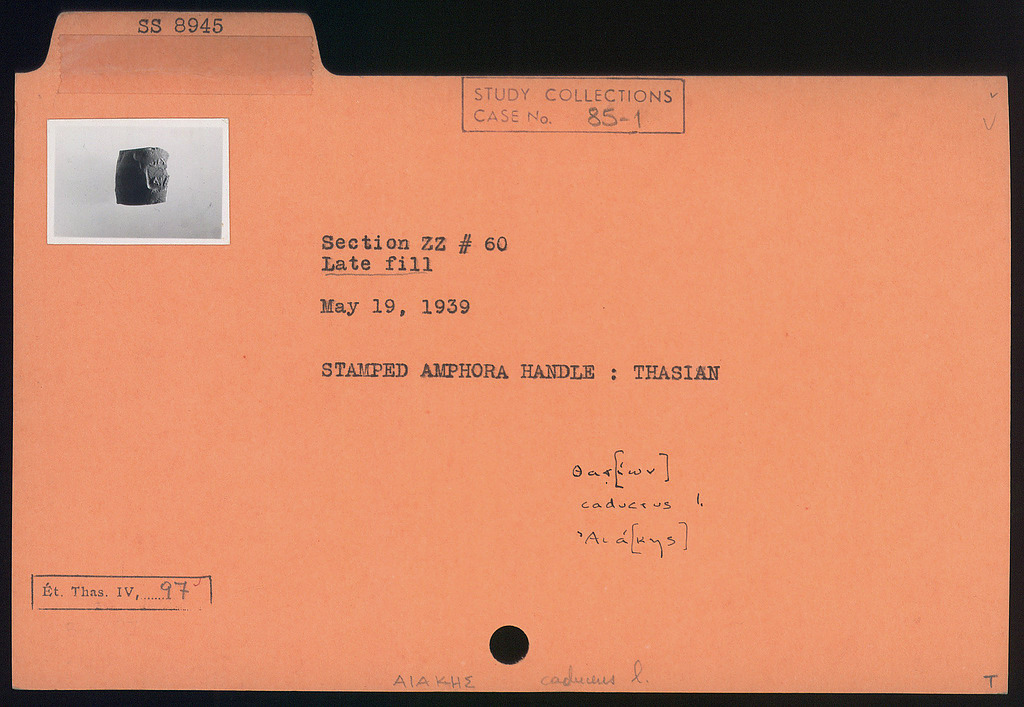 SS 8945
STUDY COLLECTIONS
CASE No. 85-1
Section ZZ # 60
Late fill
May 19, 1939
STAMPED AMPHORA HANDLE : THASIAN
Θασ̣[ίων]
caduceus l.
Ἀιά[κης]
Ét. Thas. IV, ......97
ΑΙΑΚΗΣ caduceus l.
T